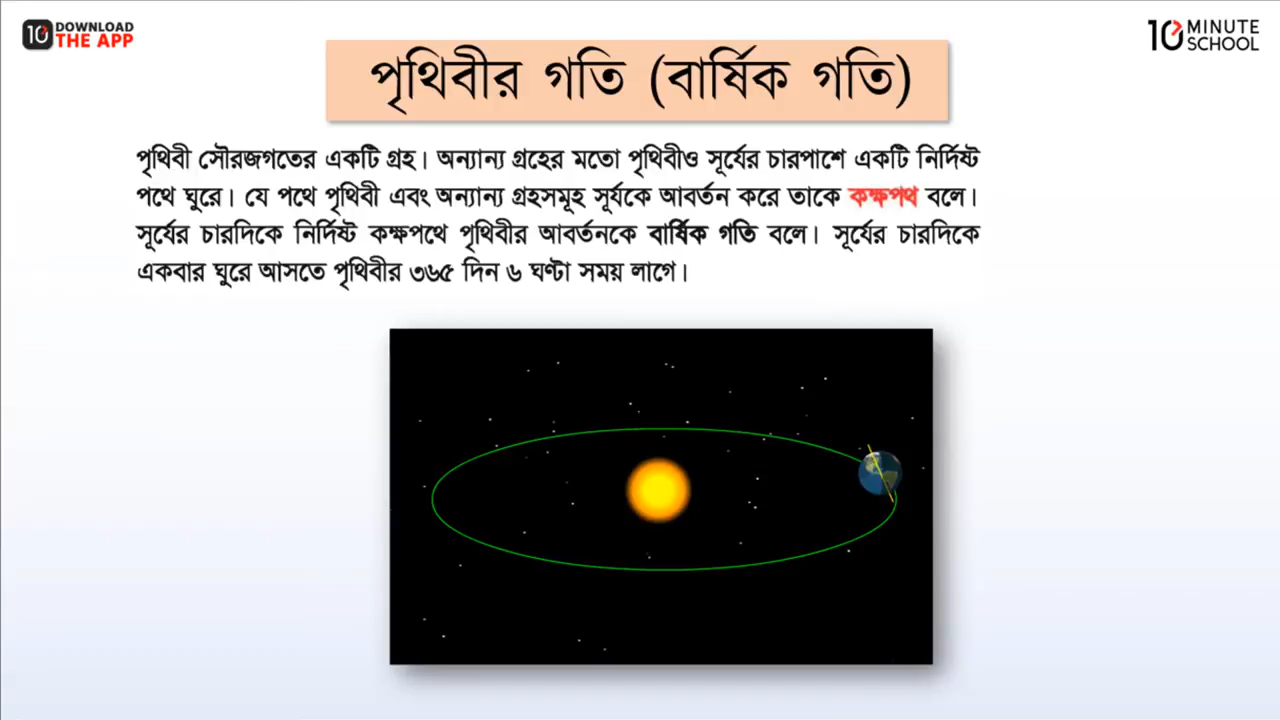 DOWNLOAD
THE APP
10 MINUTE
SCHOOL
পৃথিবীর গতি (বার্ষিক গতি)
পৃথিবী সৌরজগতের একটি গ্রহ। অন্যান্য গ্রহের মতো পৃথিবীও সূর্যের চারপাশে একটি নির্দিষ্ট
পথে ঘুরে। যে পথে পৃথিবী এবং অন্যান্য গ্রহসমূহ সূর্যকে আবর্তন করে তাকে কক্ষপথ বলে।
সূর্যের চারদিকে নির্দিষ্ট কক্ষপথে পৃথিবীর আবর্তনকে বার্ষিক গতি বলে। সূর্যের চারদিকে
একবার ঘুরে আসতে পৃথিবীর ৩৬৫ দিন ৬ ঘণ্টা সময় লাগে।